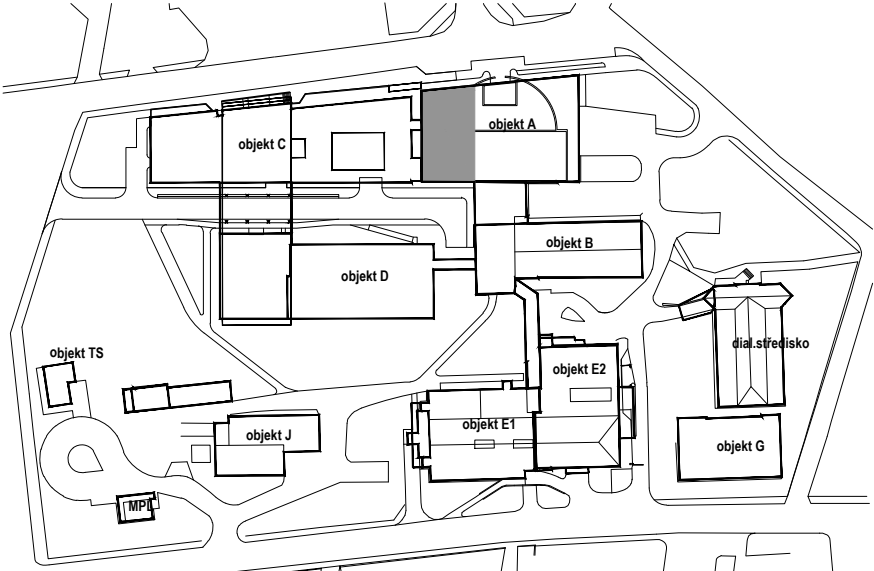 objekt A
objekt C
objekt B
objekt D
dial.středisko
objekt TS
objekt E2
objekt E1
objekt J
objekt G
MPL